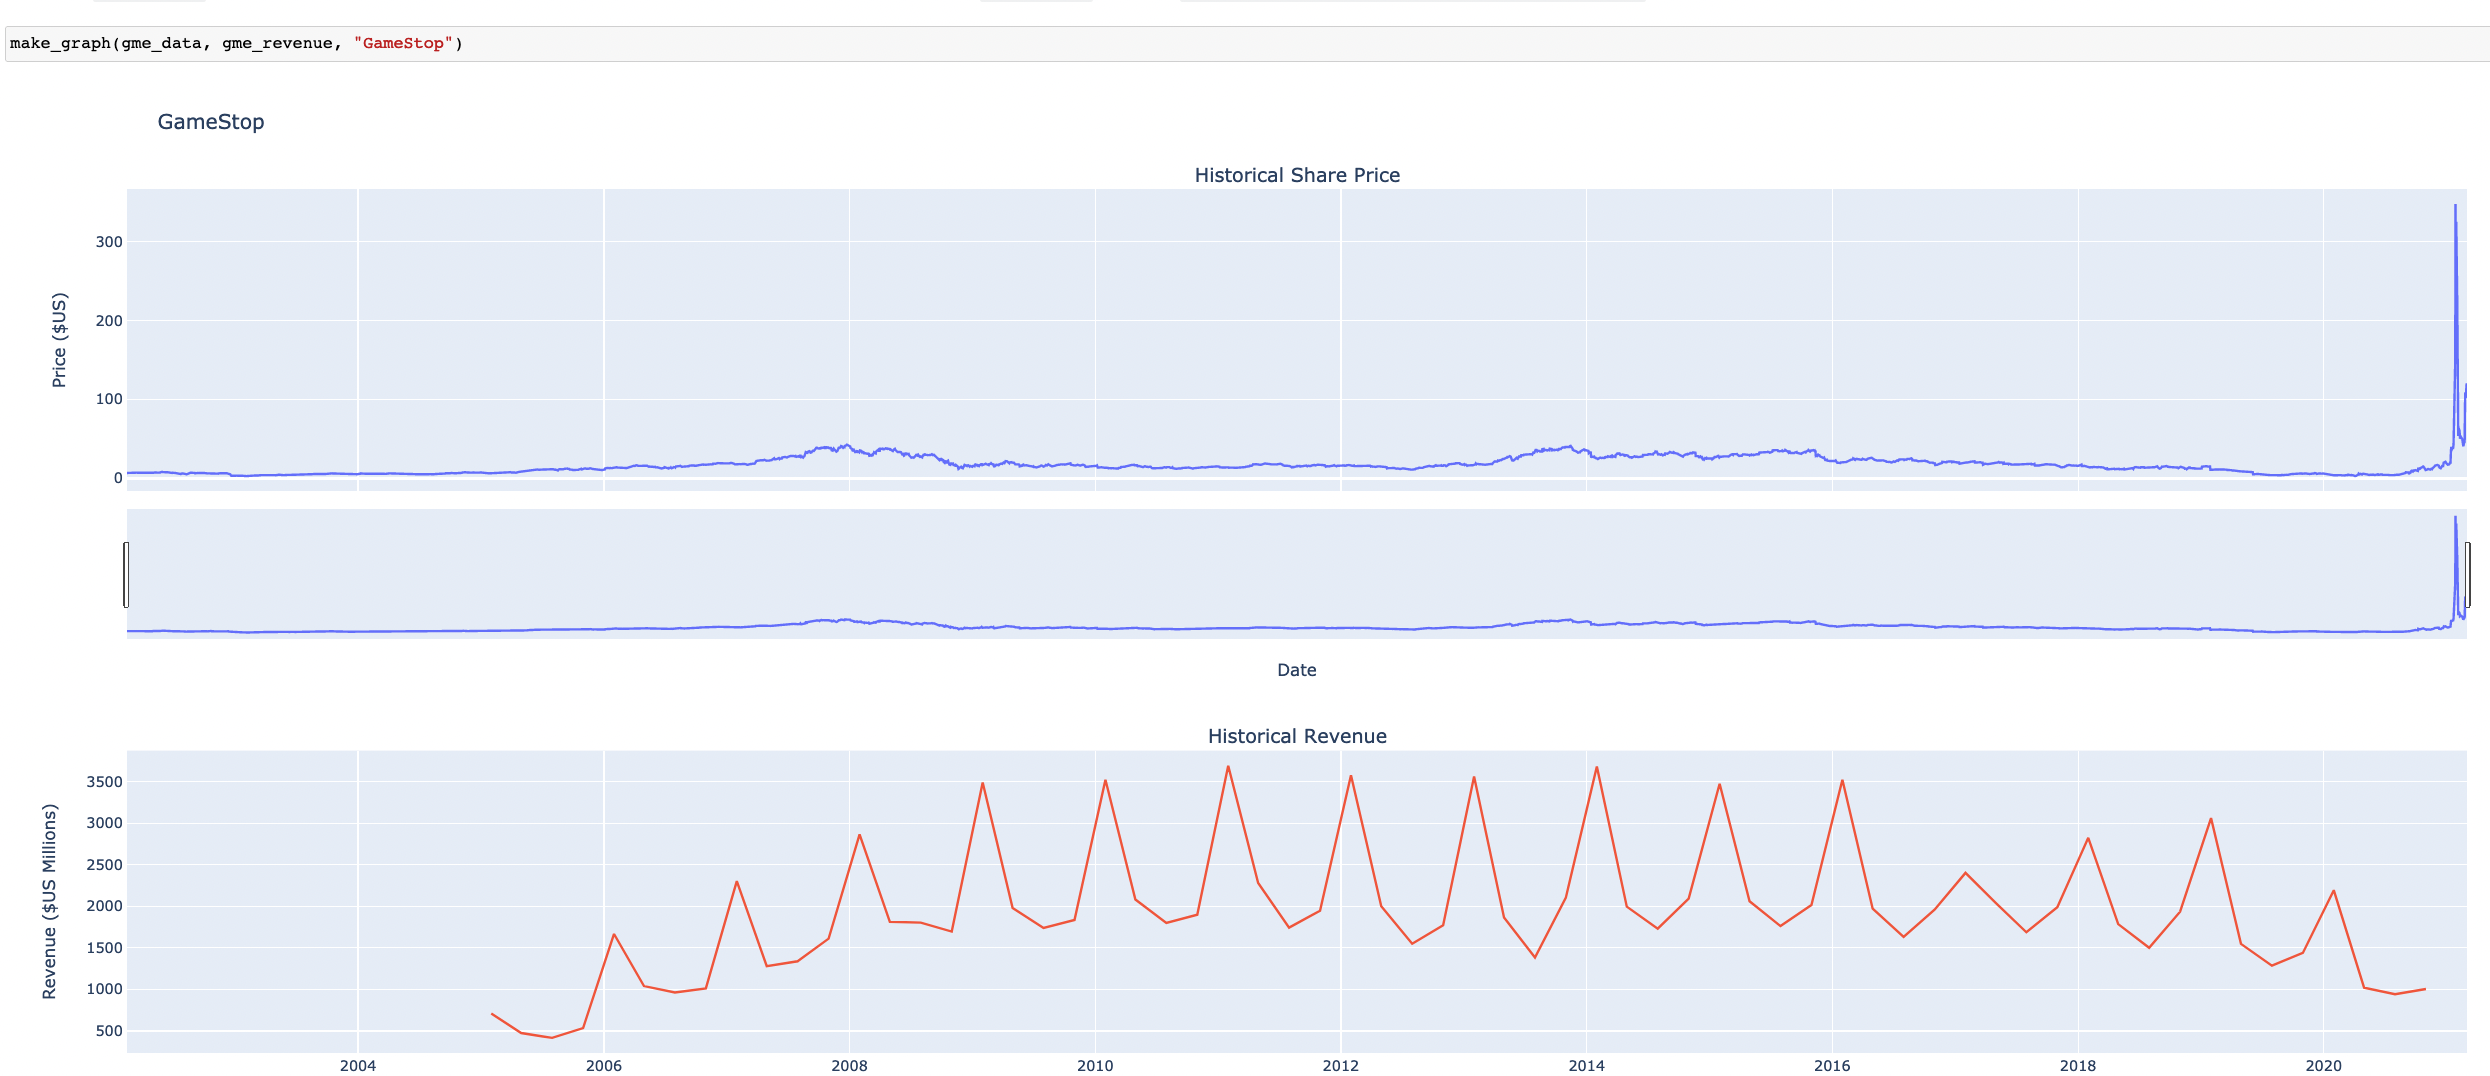 make_graph(gme_data, gme_revenue, "GameStop")
GameStop
Historical Share Price
Price ($US)
300
200
100
0
Date
Historical Revenue
Revenue ($US Millions)
3500
3000
2500
2000
1500
1000
500
2004 2006 2008 2010 2012 2014 2016 2018 2020